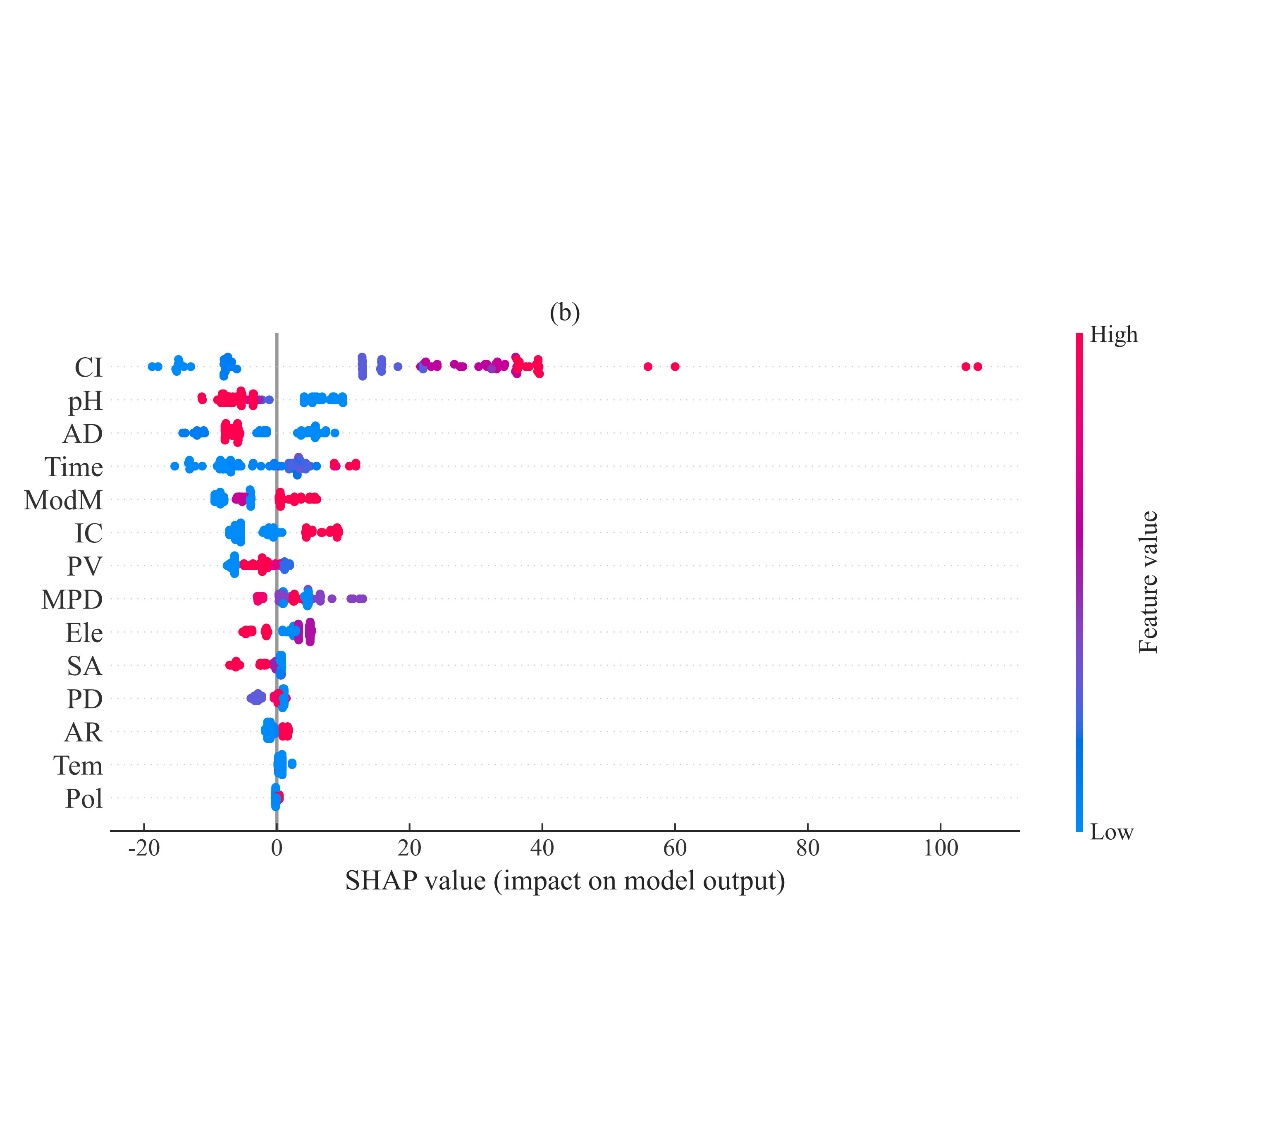 (b)
High
CI
pH
AD
Time
ModM
IC
PV
MPD
Ele
SA
PD
AR
Tem
Pol
Feature value
Low
-20 0 20 40 60 80 100
SHAP value (impact on model output)